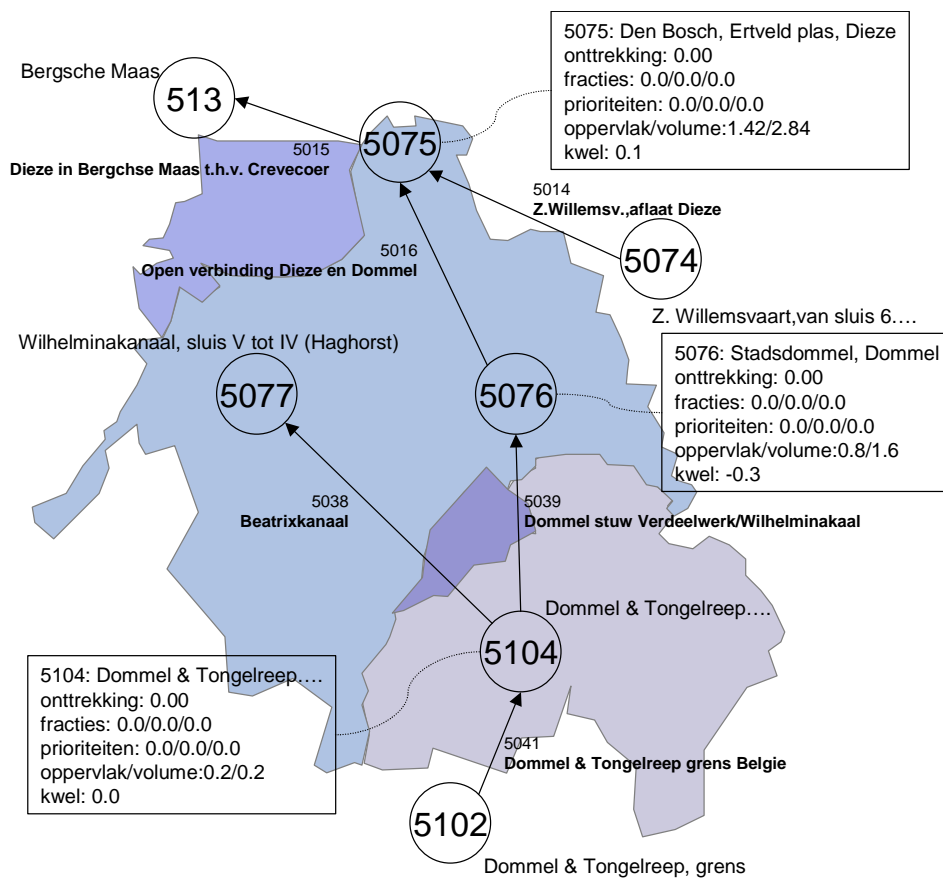 5075: Den Bosch, Ertveld plas, Dieze
onttrekking: 0.00
fracties: 0.0/0.0/0.0
prioriteiten: 0.0/0.0/0.0
oppervlak/volume:1.42/2.84
kwel: 0.1
Bergsche Maas
513
5075
5015
Dieze in Bergchse Maas t.h.v. Crevecoer
5014
Z.Willemsv.,aflaat Dieze
5016
Open verbinding Dieze en Dommel
5074
Z. Willemsvaart,van sluis 6….
Wilhelminakanaal, sluis V tot IV (Haghorst)
5077
5076
5076: Stadsdommel, Dommel
onttrekking: 0.00
fracties: 0.0/0.0/0.0
prioriteiten: 0.0/0.0/0.0
oppervlak/volume:0.8/1.6
kwel: -0.3
5038
Beatrixkanaal
5039
Dommel stuw Verdeelwerk/Wilhelminakaal
Dommel & Tongelreep….
5104
5104: Dommel & Tongelreep….
onttrekking: 0.00
fracties: 0.0/0.0/0.0
prioriteiten: 0.0/0.0/0.0
oppervlak/volume:0.2/0.2
kwel: 0.0
5041
Dommel & Tongelreep grens Belgie
5102
Dommel & Tongelreep, grens